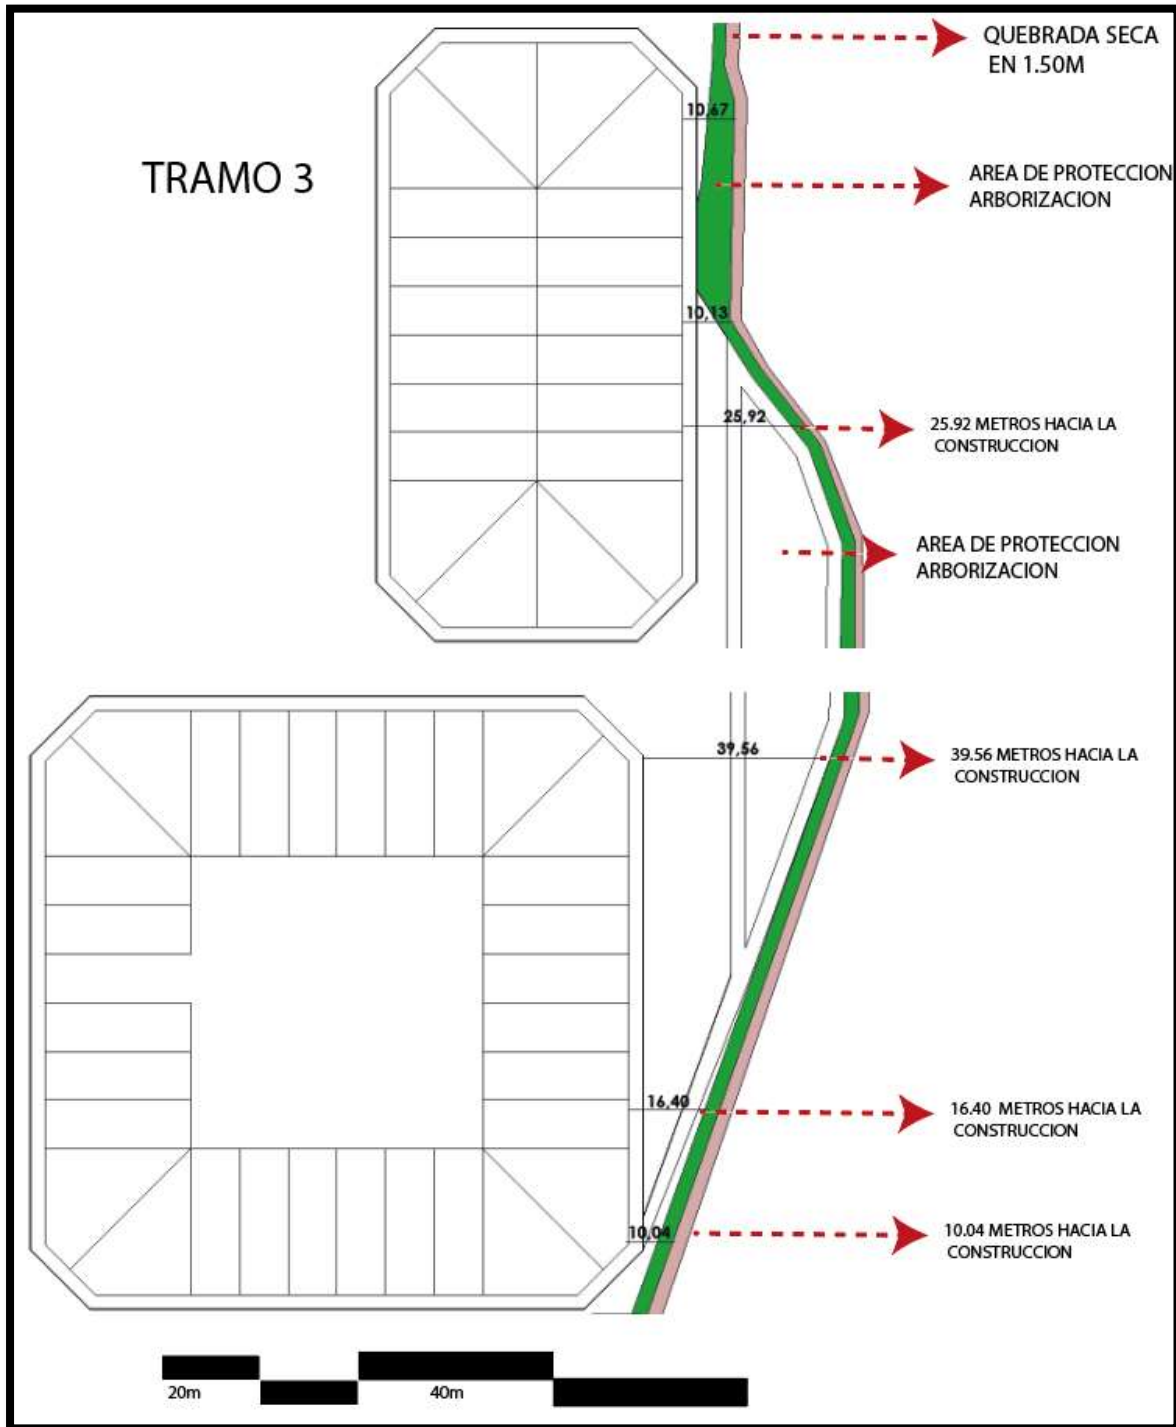 QUEBRADA SECA
EN 1.50M
10,67
TRAMO 3
AREA DE PROTECCION
ARBORIZACION
10,13
25,92
25.92 METROS HACIA LA
CONSTRUCCION
AREA DE PROTECCION
ARBORIZACION
39,56
39.56 METROS HACIA LA
CONSTRUCCION
16,40
16.40 METROS HACIA LA
CONSTRUCCION
10,04
10.04 METROS HACIA LA
CONSTRUCCION
20m
40m